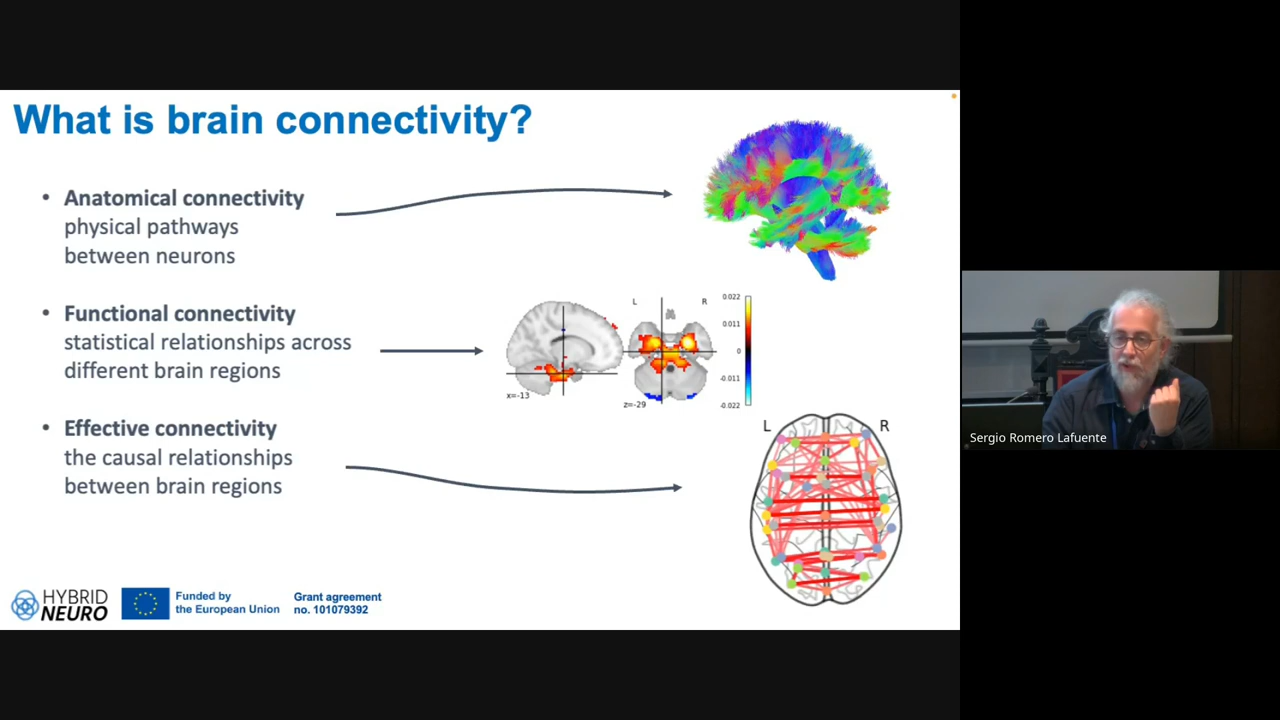 What is brain connectivity?
• Anatomical connectivity
physical pathways
between neurons
• Functional connectivity
statistical relationships across
different brain regions
• Effective connectivity
the causal relationships
between brain regions
L R
x=-13
z=-29
0.022
0.011
0
-0.011
-0.022
L R
HYBRID
NEURO
Funded by
the European Union
Grant agreement
no. 101079392
Sergio Romero Lafuente